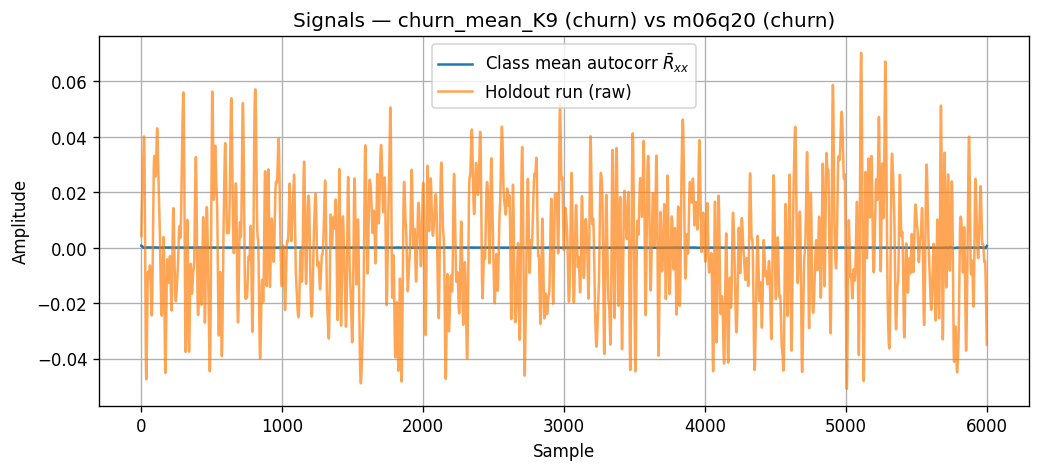 Signals — churn_mean_K9 (churn) vs m06q20 (churn)
Class mean autocorr $\bar{R}_{xx}$
Holdout run (raw)
Amplitude
0.06
0.04
0.02
0.00
−0.02
−0.04
0 1000 2000 3000 4000 5000 6000
Sample